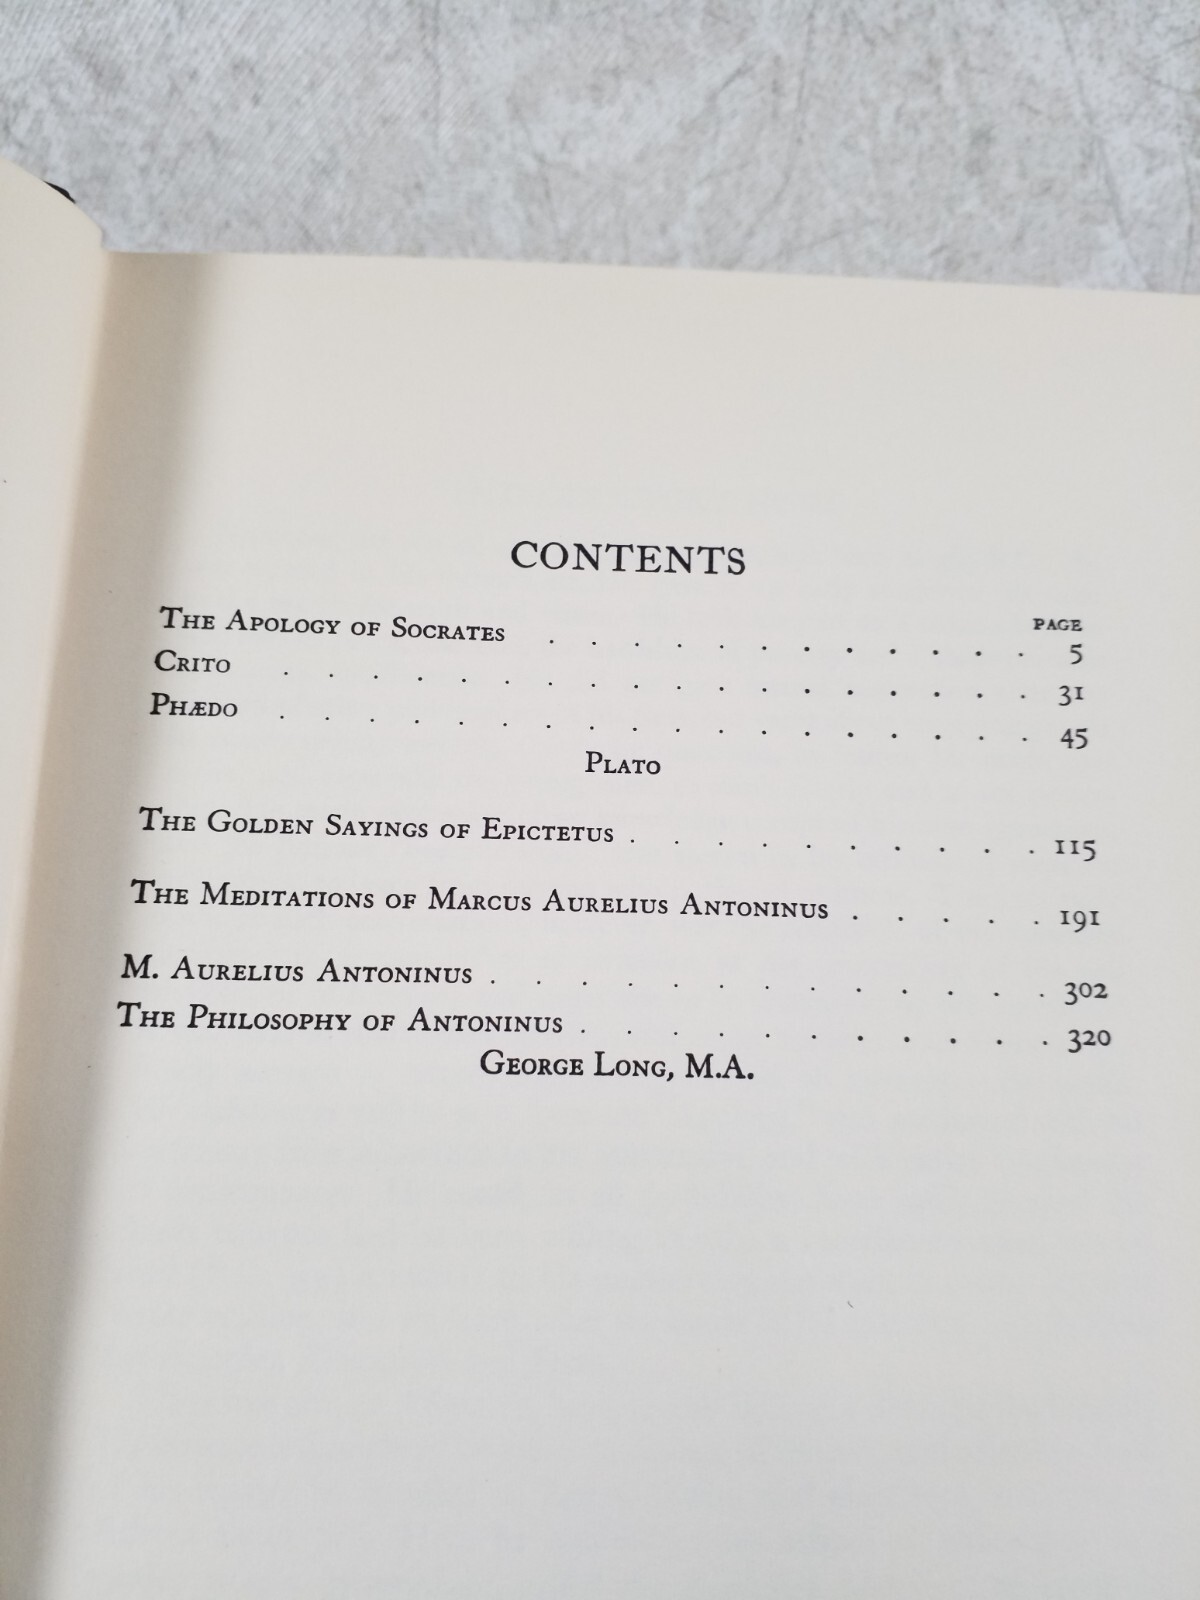 CONTENTS
PAGE
The Apology of Socrates . . . . . . . . . . . . 5
Crito . . . . . . . . . . . . . . . . . . 31
Phædo . . . . . . . . . . . . . . . . . . 45
Plato
The Golden Sayings of Epictetus . . . . . . . . . . 115
The Meditations of Marcus Aurelius Antoninus . . . . . 191
M. Aurelius Antoninus . . . . . . . . . . . . . 302
The Philosophy of Antoninus . . . . . . . . . . . 320
George Long, M.A.